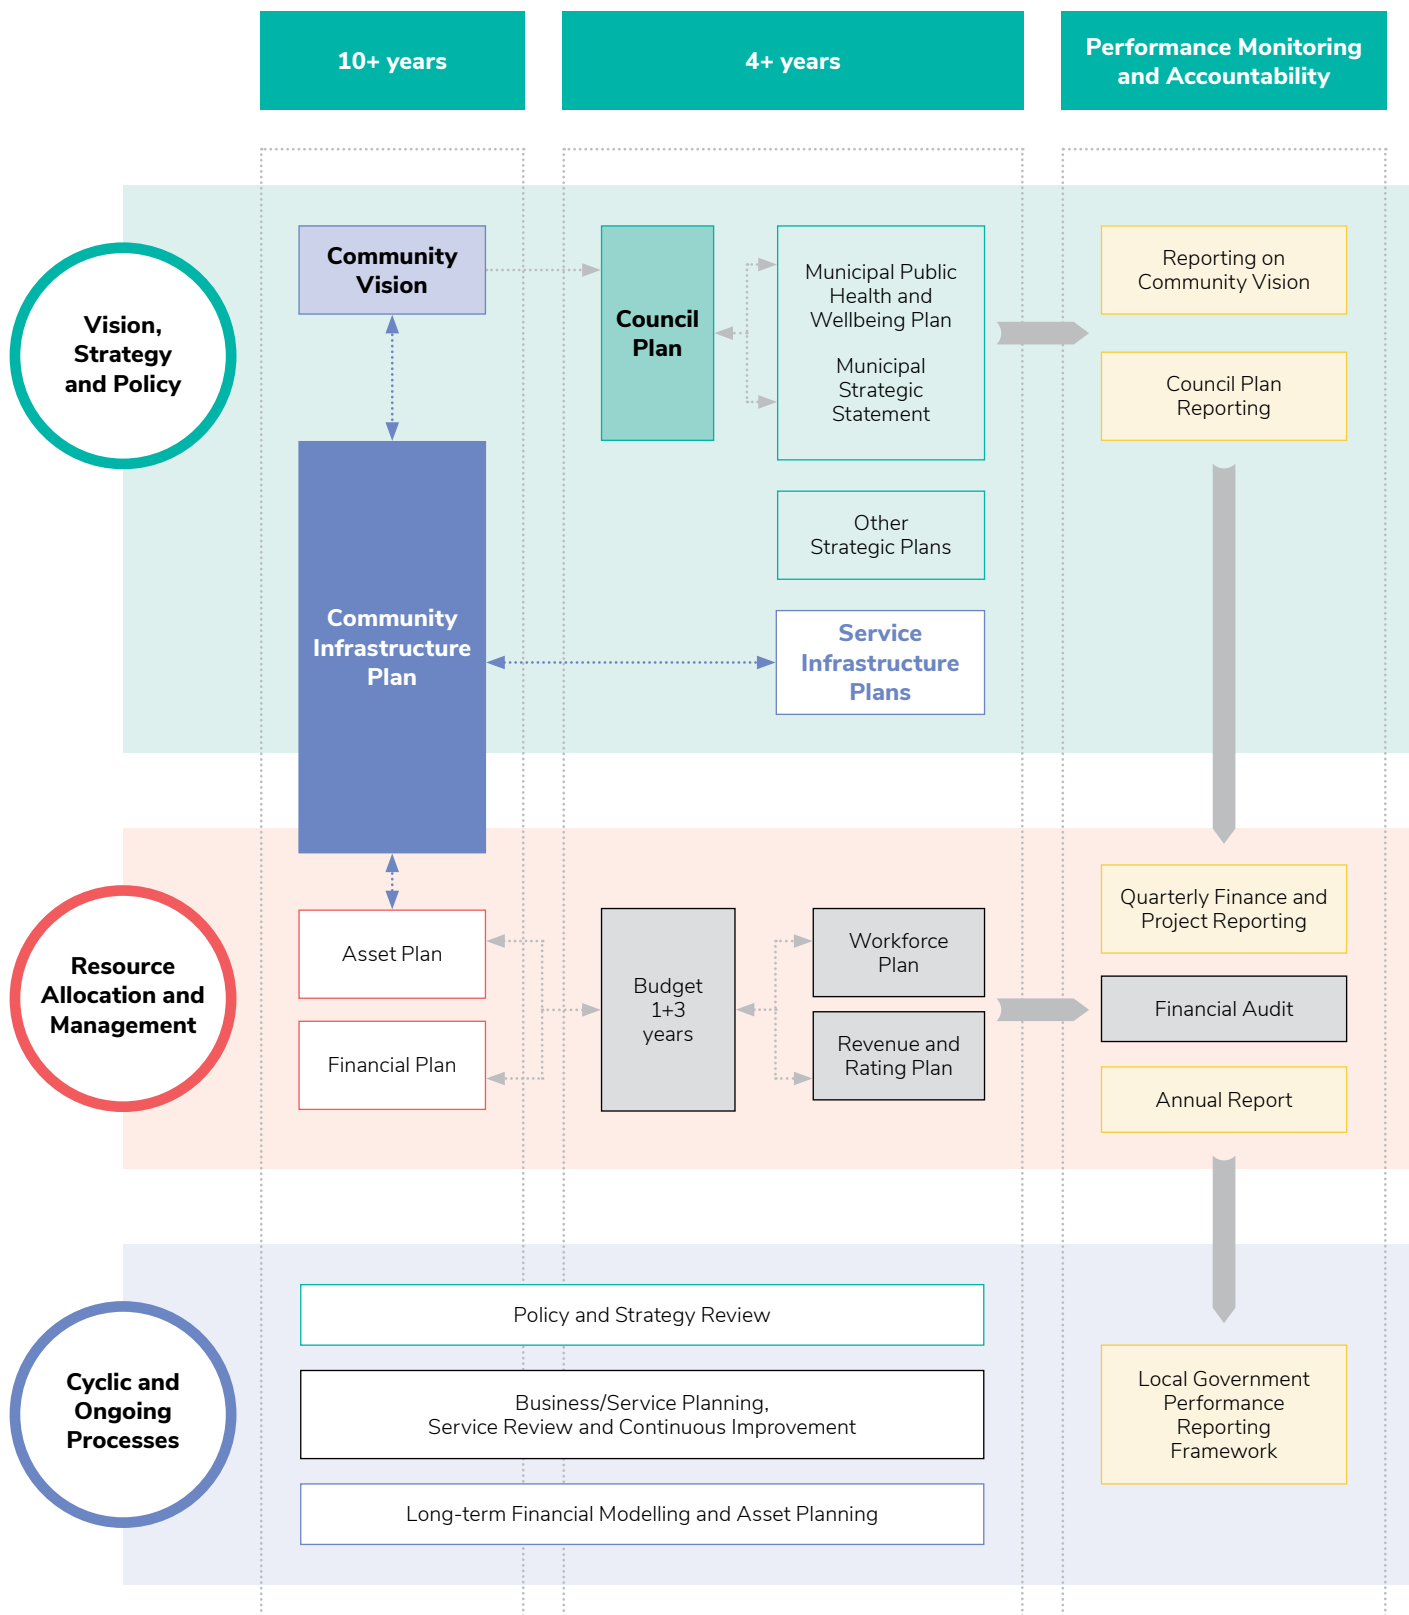 10+ years
4+ years
Performance Monitoring
and Accountability
Vision,
Strategy
and Policy
Community
Vision
Council
Plan
Municipal Public
Health and
Wellbeing Plan
Municipal
Strategic
Statement
Reporting on
Community Vision
Council Plan
Reporting
Other
Strategic Plans
Community
Infrastructure
Plan
Service
Infrastructure
Plans
Resource
Allocation and
Management
Asset Plan
Financial Plan
Budget
1+3
years
Workforce
Plan
Revenue and
Rating Plan
Quarterly Finance and
Project Reporting
Financial Audit
Annual Report
Cyclic and
Ongoing
Processes
Policy and Strategy Review
Business/Service Planning,
Service Review and Continuous Improvement
Long-term Financial Modelling and Asset Planning
Local Government
Performance
Reporting
Framework